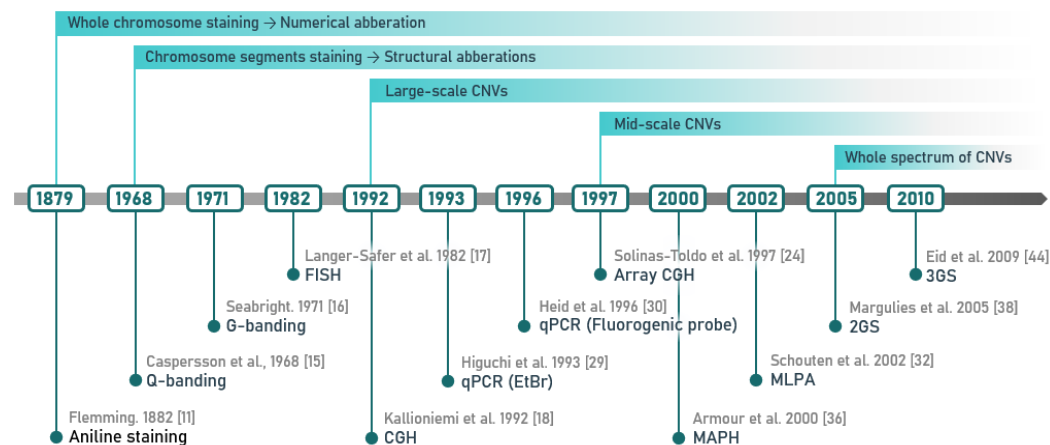 Whole chromosome staining → Numerical abberation
Chromosome segments staining → Structural abberations
Large-scale CNVs
Mid-scale CNVs
Whole spectrum of CNVs
1879
1968
1971
1982
1992
1993
1996
1997
2000
2002
2005
2010
Langer-Safer et al. 1982 [17]
FISH
Solinas-Toldo et al. 1997 [24]
Array CGH
Eid et al. 2009 [44]
3GS
Seabright. 1971 [16]
G-banding
Heid et al. 1996 [30]
qPCR (Fluorogenic probe)
Margulies et al. 2005 [38]
2GS
Caspersson et al., 1968 [15]
Q-banding
Higuchi et al. 1993 [29]
qPCR (EtBr)
Schouten et al. 2002 [32]
MLPA
Flemming. 1882 [11]
Aniline staining
Kallioniemi et al. 1992 [18]
CGH
Armour et al. 2000 [36]
MAPH